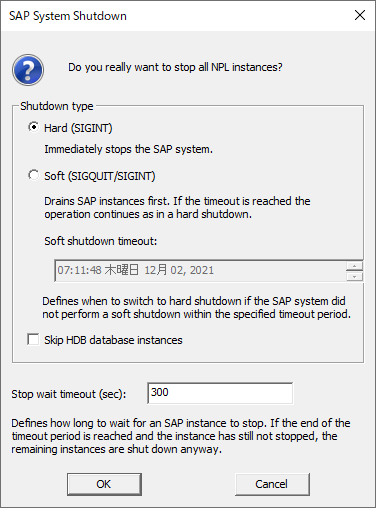 SAP System Shutdown
Do you really want to stop all NPL instances?
Shutdown type
Hard (SIGINT)
Immediately stops the SAP system.
Soft (SIGQUIT/SIGINT)
Drains SAP instances first. If the timeout is reached the
operation continues as in a hard shutdown.
Soft shutdown timeout:
07:11:48 木曜日 12月 02, 2021
Defines when to switch to hard shutdown if the SAP system did
not perform a soft shutdown within the specified timeout period.
Skip HDB database instances
Stop wait timeout (sec):
300
Defines how long to wait for an SAP instance to stop. If the end of the
timeout period is reached and the instance has still not stopped, the
remaining instances are shut down anyway.
OK
Cancel